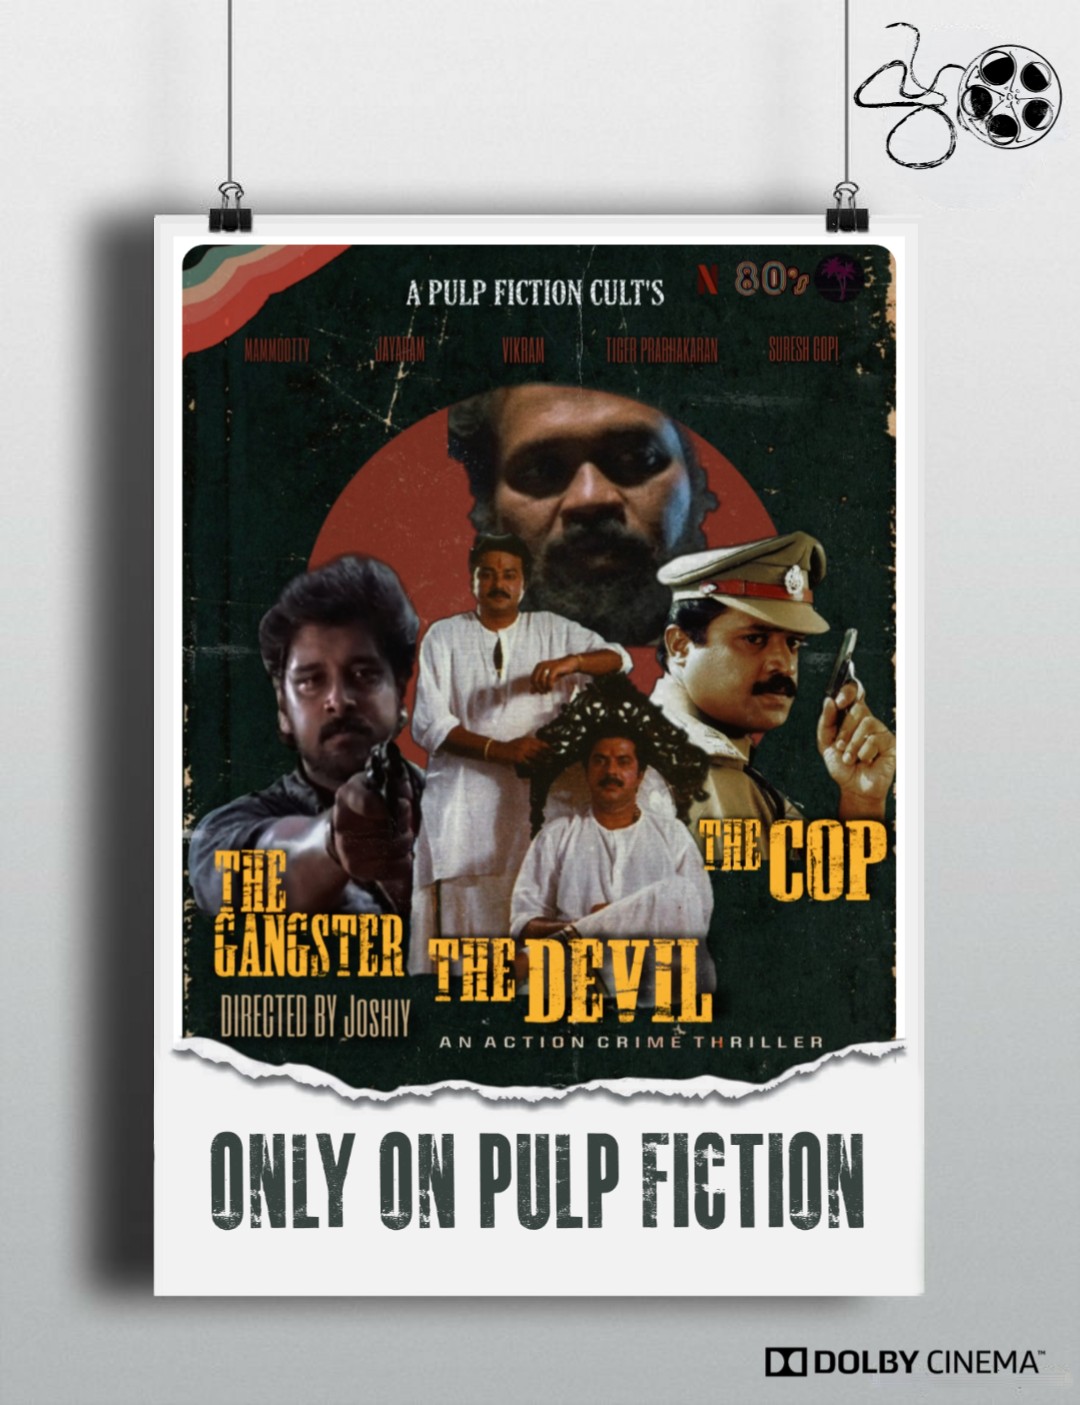 A PULP FICTION CULT'S
N 80's
MAMMOOTTY JAYARAM VIKRAM TIGER PRABHAKARAN SURESH GOPI
THE COP
THE GANGSTER
THE DEVIL
DIRECTED BY JOSHIY
AN ACTION CRIME THRILLER
ONLY ON PULP FICTION
DOLBY CINEMA™